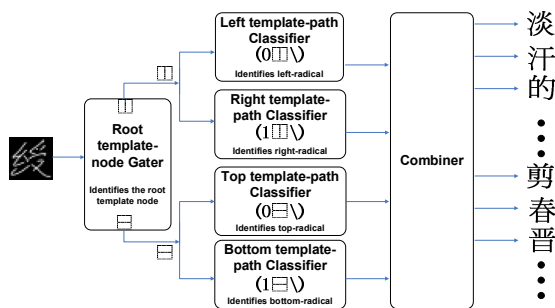 Left template-path
Classifier
(0⿰\)
Identifies left-radical
Right template-
path Classifier
(1⿰\)
Identifies right-radical
Root
template-
node Gater
Identifies the root
template node
⿰
⿰
⿱
⿱
Top template-path
Classifier
(0⿱\)
Identifies top-radical
Bottom template-
path Classifier
(1⿱\)
Identifies bottom-radical
Combiner
淡
汗
的
剪
春
晋